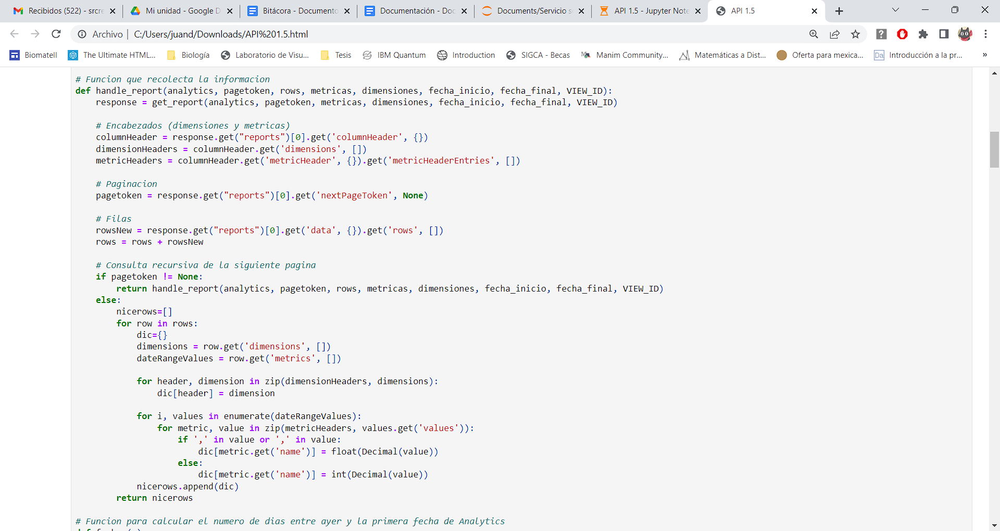 Recibidos (522) - srcre
Mi unidad - Google D
Bitácora - Documento
Documentación - Doc
Documents/Servicio s
API 1.5 - Jupyter Note
API 1.5
Archivo
C:/Users/juand/Downloads/API%201.5.html
Biomatell
The Ultimate HTML...
Biología
Laboratorio de Visu...
Tesis
IBM Quantum
Introduction
SIGCA - Becas
Manim Community...
Matemáticas a Dist...
Oferta para mexica...
Da
Introducción a la pr...
»
# Funcion que recolecta la informacion
def handle_report(analytics, pagetoken, rows, metricas, dimensiones, fecha_inicio, fecha_final, VIEW_ID):
    response = get_report(analytics, pagetoken, metricas, dimensiones, fecha_inicio, fecha_final, VIEW_ID)
    # Encabezados (dimensiones y metricas)
    columnHeader = response.get("reports")[0].get('columnHeader', {})
    dimensionHeaders = columnHeader.get('dimensions', [])
    metricHeaders = columnHeader.get('metricHeader', {}).get('metricHeaderEntries', [])
    # Paginacion
    pagetoken = response.get("reports")[0].get('nextPageToken', None)
    # Filas
    rowsNew = response.get("reports")[0].get('data', {}).get('rows', [])
    rows = rows + rowsNew
    # Consulta recursiva de la siguiente pagina
    if pagetoken != None:
        return handle_report(analytics, pagetoken, rows, metricas, dimensiones, fecha_inicio, fecha_final, VIEW_ID)
    else:
        nicerows=[]
        for row in rows:
            dic={}
            dimensions = row.get('dimensions', [])
            dateRangeValues = row.get('metrics', [])
            for header, dimension in zip(dimensionHeaders, dimensions):
                dic[header] = dimension
            for i, values in enumerate(dateRangeValues):
                for metric, value in zip(metricHeaders, values.get('values')):
                    if ',' in value or ',' in value:
                        dic[metric.get('name')] = float(Decimal(value))
                    else:
                        dic[metric.get('name')] = int(Decimal(value))
            nicerows.append(dic)
        return nicerows
# Funcion para calcular el numero de dias entre ayer y la primera fecha de Analytics